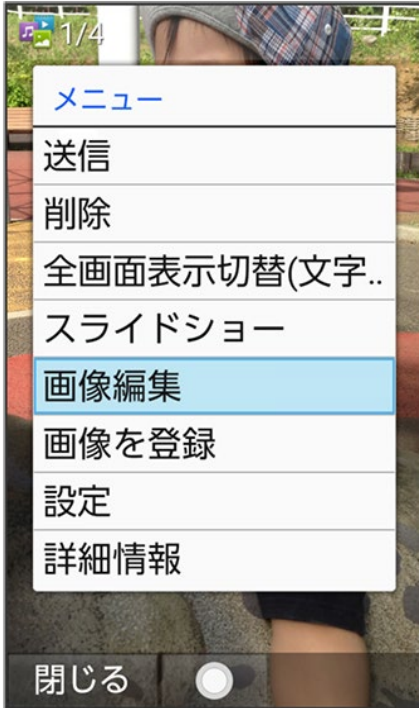 1/4
メニュー
送信
削除
全画面表示切替(文字..
スライドショー
画像編集
画像を登録
設定
詳細情報
閉じる